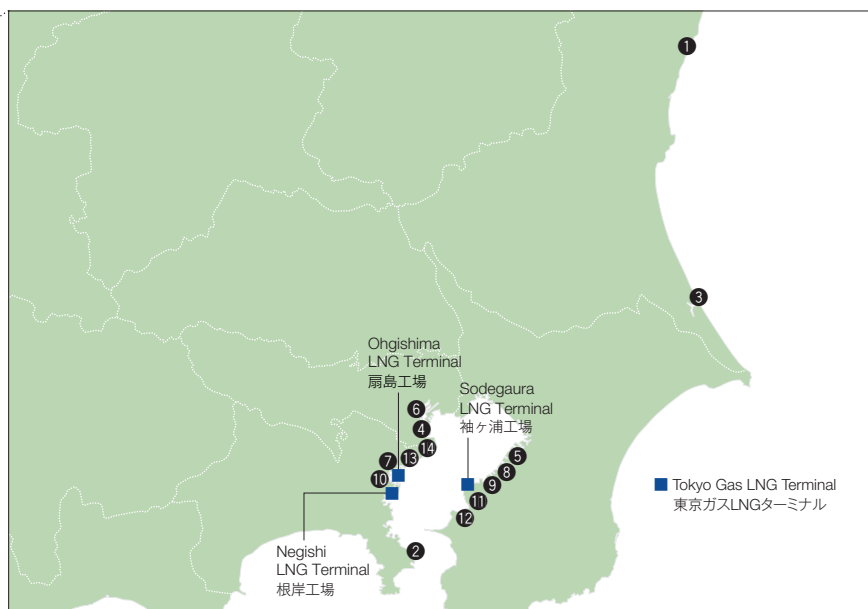 1
3
Ohgishima
LNG Terminal
扇島工場
Sodegaura
LNG Terminal
袖ヶ浦工場
6
4
14
13
7
10
5
8
9
11
12
2
Tokyo Gas LNG Terminal
東京ガスLNGターミナル
Negishi
LNG Terminal
根岸工場